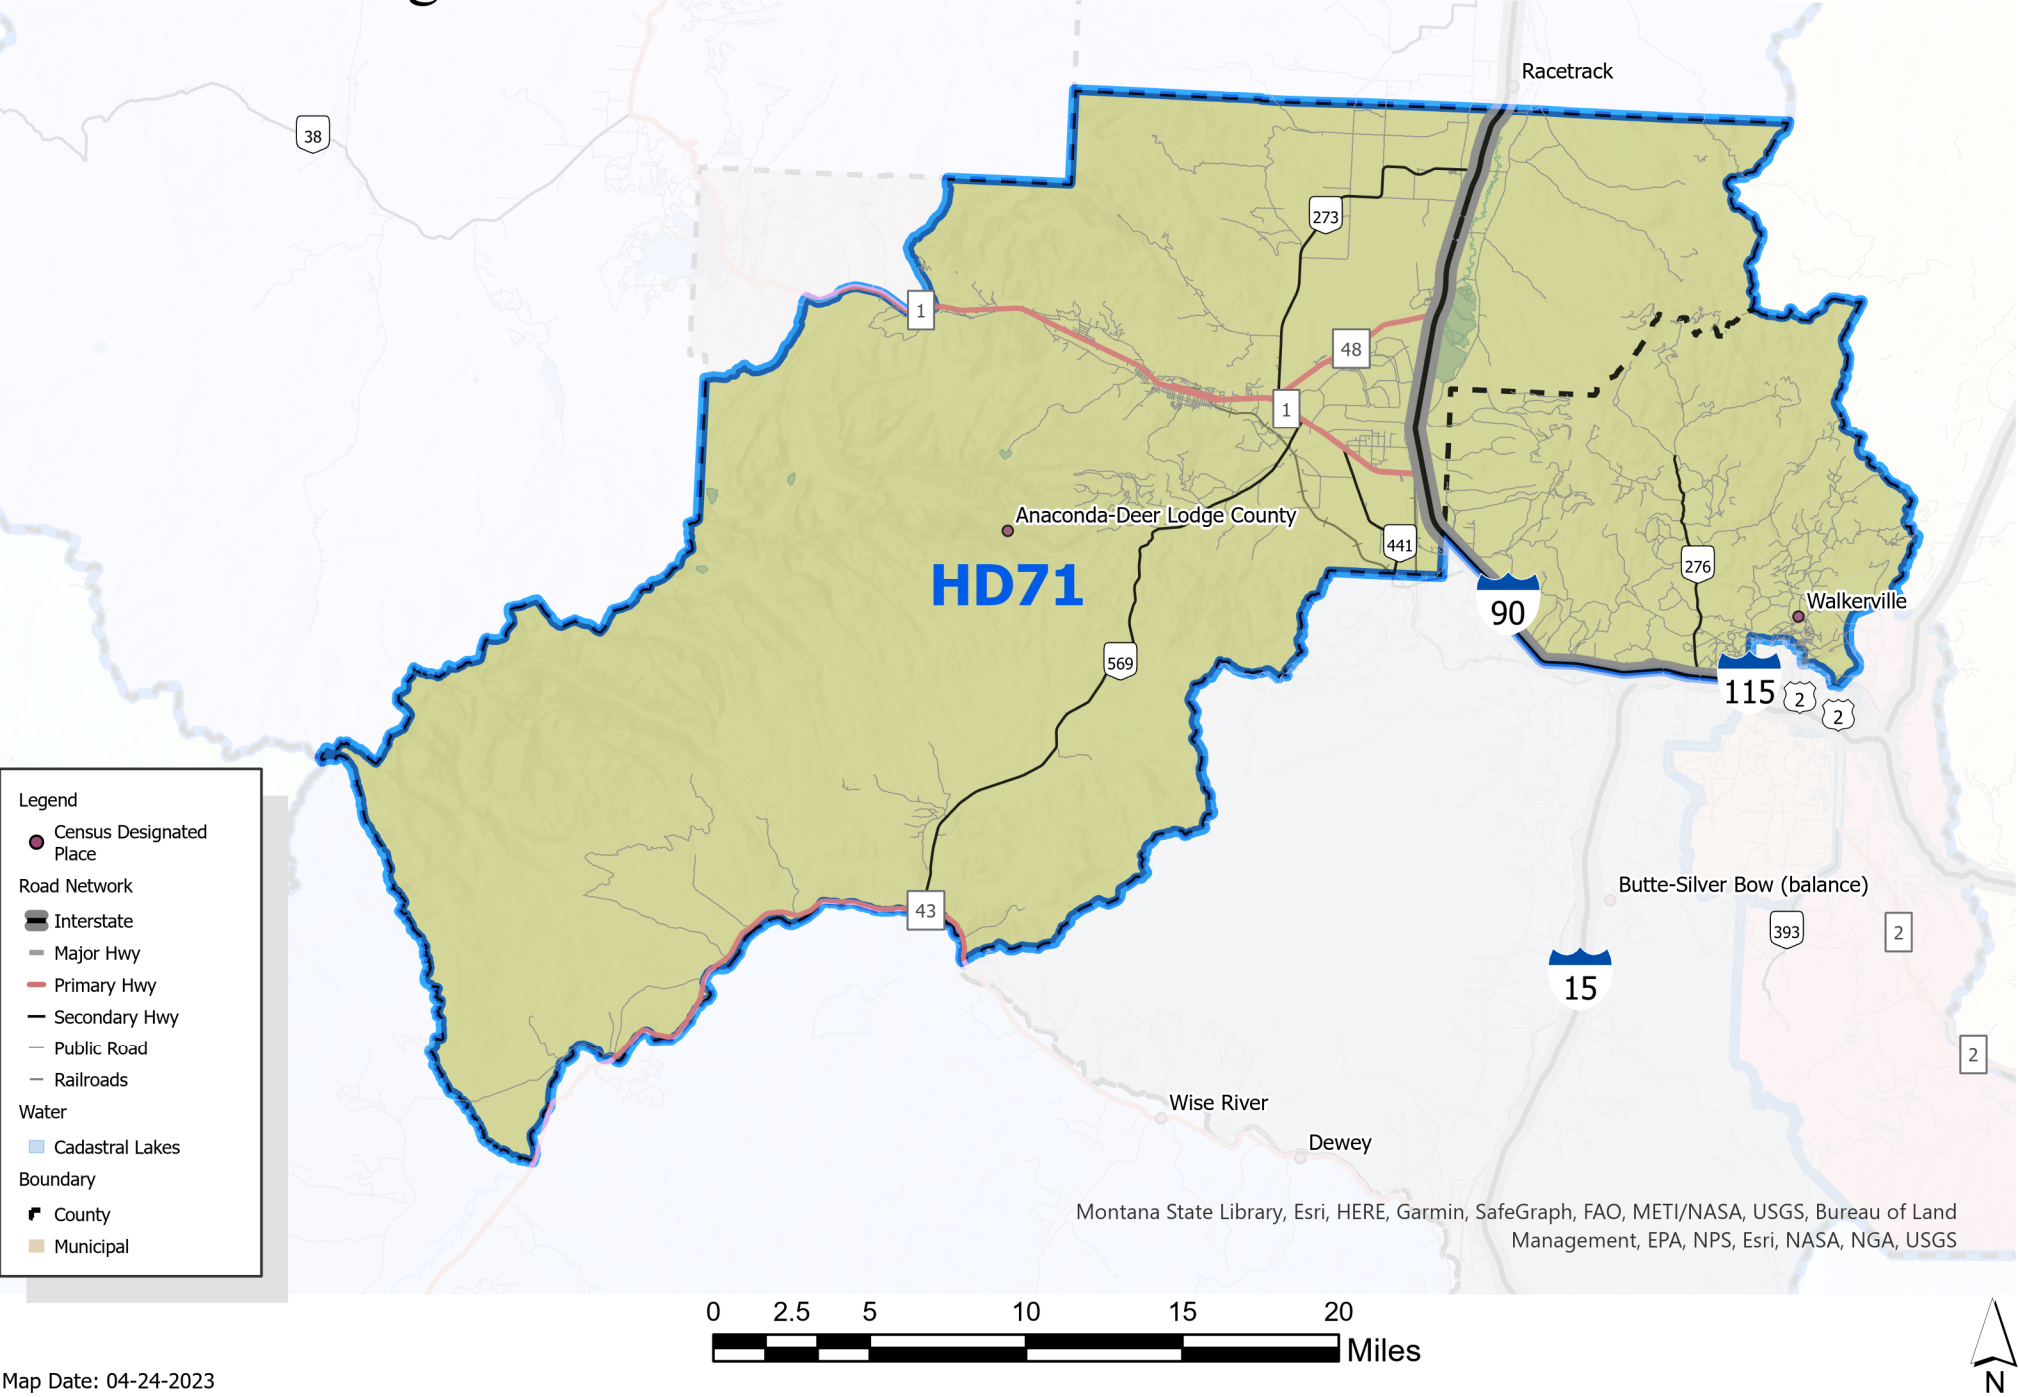 Racetrack
38
273
1
48
1
Anaconda-Deer Lodge County
441
HD71
276
90
Walkerville
569
115
2
2
Legend
Census Designated
Place
Road Network
Interstate
Major Hwy
Primary Hwy
Secondary Hwy
Public Road
Railroads
Water
Cadastral Lakes
Boundary
County
Municipal
43
Butte-Silver Bow (balance)
393
2
15
2
Wise River
Dewey
Montana State Library, Esri, HERE, Garmin, SafeGraph, FAO, METI/NASA, USGS, Bureau of Land
Management, EPA, NPS, Esri, NASA, NGA, USGS
0 2.5 5 10 15 20
Miles
N
Map Date: 04-24-2023